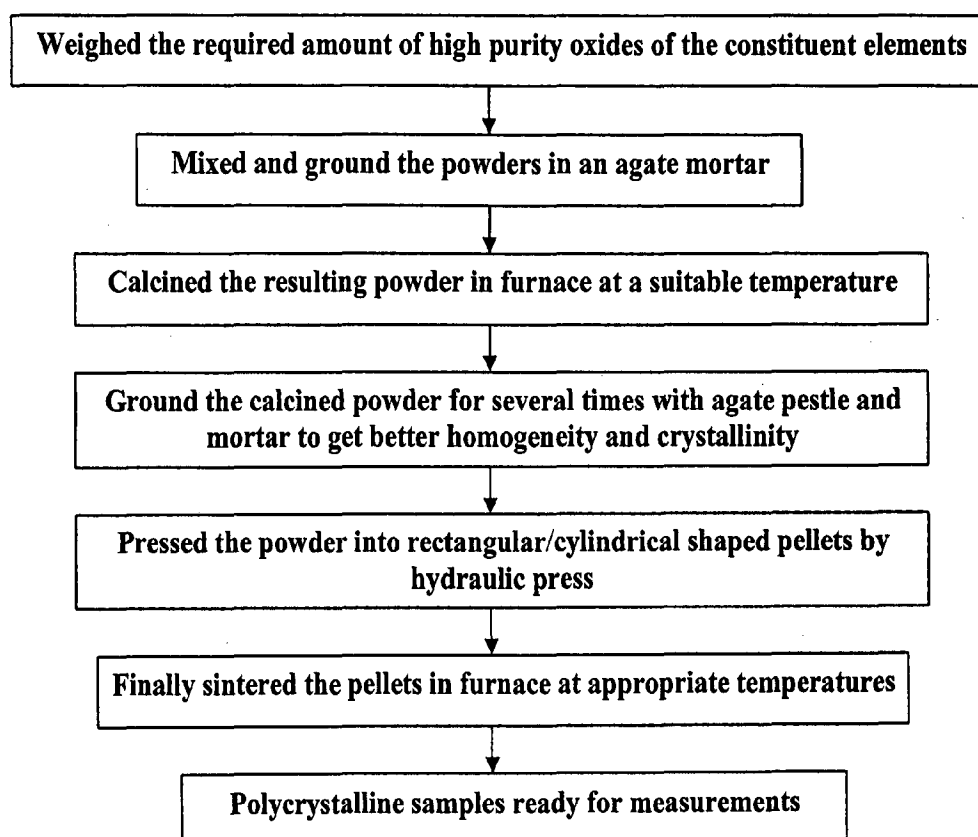 Weighed the required amount of high purity oxides of the constituent elements
Mixed and ground the powders in an agate mortar
Calcined the resulting powder in furnace at a suitable temperature
Ground the calcined powder for several times with agate pestle and
mortar to get better homogeneity and crystallinity
Pressed the powder into rectangular/cylindrical shaped pellets by
hydraulic press
Finally sintered the pellets in furnace at appropriate temperatures
Polycrystalline samples ready for measurements